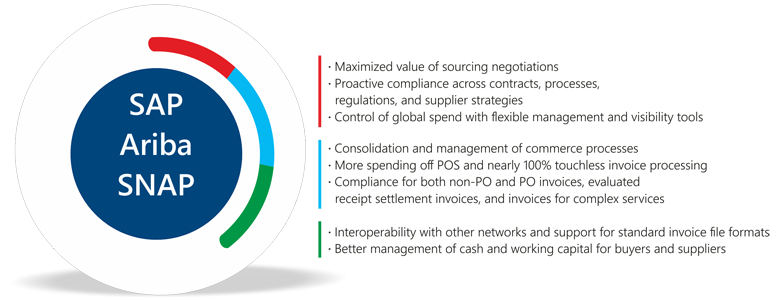 SAP
Ariba
SNAP
· Maximized value of sourcing negotiations
· Proactive compliance across contracts, processes,
regulations, and supplier strategies
· Control of global spend with flexible management and visibility tools
· Consolidation and management of commerce processes
· More spending off POS and nearly 100% touchless invoice processing
· Compliance for both non-PO and PO invoices, evaluated
receipt settlement invoices, and invoices for complex services
· Interoperability with other networks and support for standard invoice file formats
· Better management of cash and working capital for buyers and suppliers